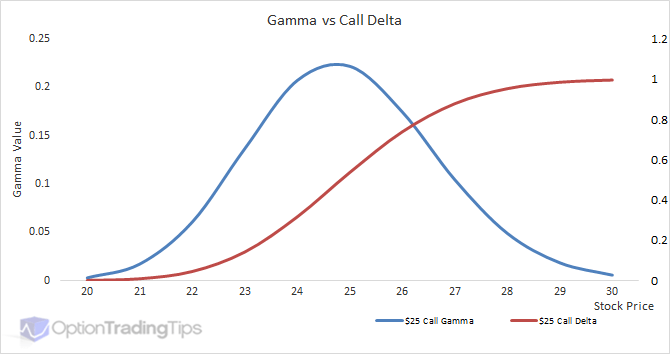 Gamma vs Call Delta
0.25
0.2
0.15
0.1
0.05
0
Gamma Value
1.2
1
0.8
0.6
0.4
0.2
0
20 21 22 23 24 25 26 27 28 29 30
Stock Price
$25 Call Gamma $25 Call Delta
OptionTradingTips